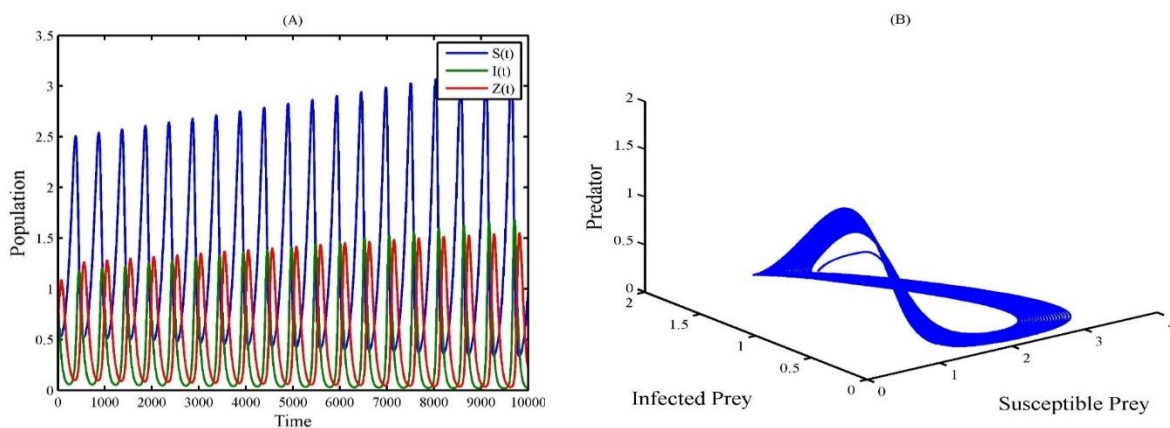 (A)
3.5
3
2.5
2
1.5
1
0.5
0
Population
S(t)
I(t)
Z(t)
0 1000 2000 3000 4000 5000 6000 7000 8000 9000 10000
Time
(B)
2
1.5
1
0.5
0
Predator
2
1.5
1
0.5
0
Infected Prey
0
1
2
3
4
Susceptible Prey